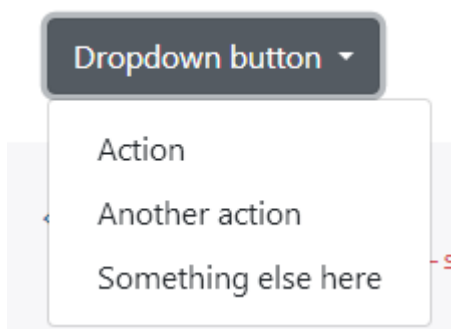 Dropdown button
Action
Another action
Something else here